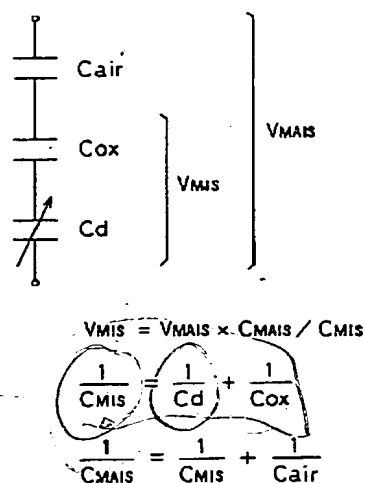 Cair
VMAIS
Cox
VMIS
Cd
VMIS = VMAIS × CMAIS / CMIS
1/CMIS = 1/Cd + 1/Cox
1/CMAIS = 1/CMIS + 1/Cair